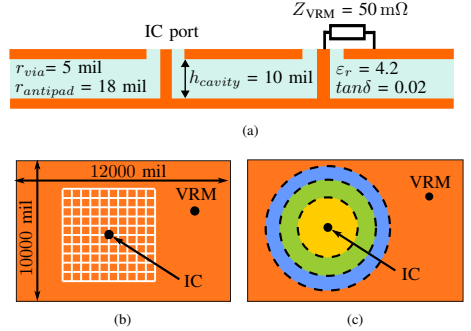 IC port
Z_VRM = 50 mΩ
r_via = 5 mil
r_antipad = 18 mil
h_cavity = 10 mil
ε_r = 4.2
tanδ = 0.02
(a)
12000 mil
10000 mil
VRM
IC
(b)
VRM
IC
(c)